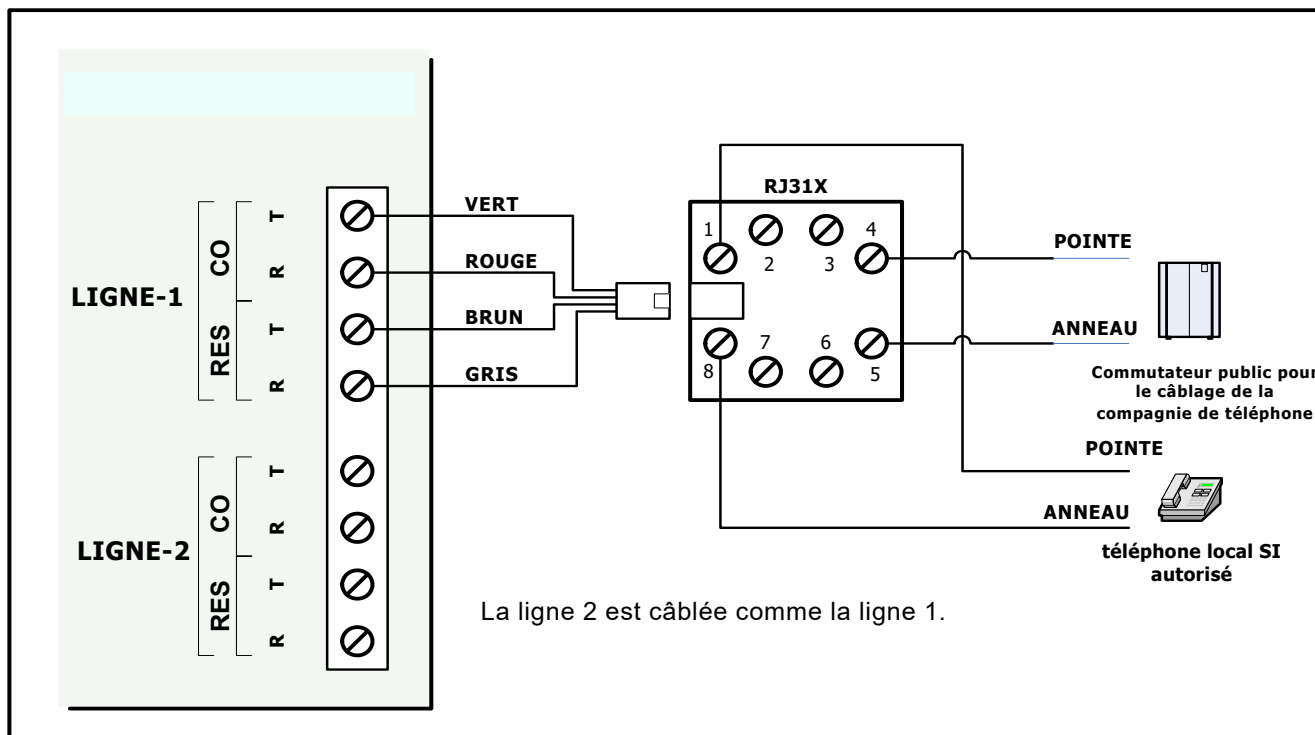 RJ31X
VERT
ROUGE
BRUN
GRIS
LIGNE-1
CO
RES
T
R
T
R
LIGNE-2
CO
RES
T
R
T
R
1
2
3
4
8
7
6
5
POINTE
ANNEAU
Commutateur public pour
le câblage de la
compagnie de téléphone
POINTE
ANNEAU
téléphone local SI
autorisé
La ligne 2 est câblée comme la ligne 1.